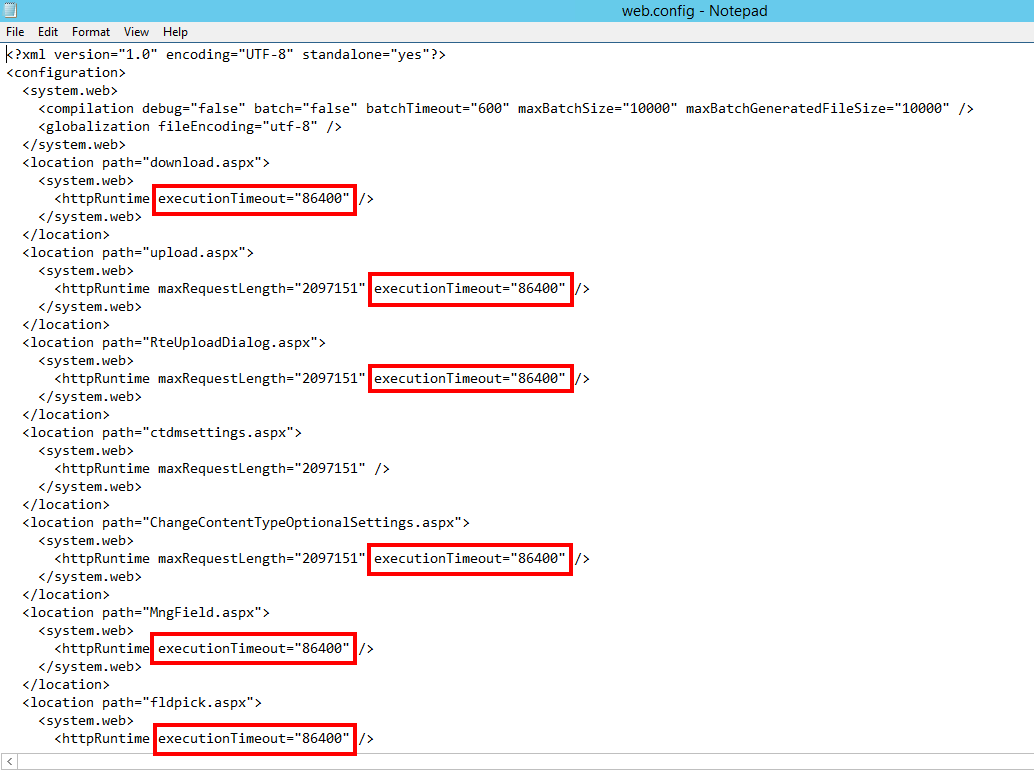 web.config - Notepad
File Edit Format View Help
<?xml version="1.0" encoding="UTF-8" standalone="yes"?>
<configuration>
  <system.web>
    <compilation debug="false" batch="false" batchTimeout="600" maxBatchSize="10000" maxBatchGeneratedFileSize="10000" />
    <globalization fileEncoding="utf-8" />
  </system.web>
  <location path="download.aspx">
    <system.web>
      <httpRuntime executionTimeout="86400" />
    </system.web>
  </location>
  <location path="upload.aspx">
    <system.web>
      <httpRuntime maxRequestLength="2097151" executionTimeout="86400" />
    </system.web>
  </location>
  <location path="RteUploadDialog.aspx">
    <system.web>
      <httpRuntime maxRequestLength="2097151" executionTimeout="86400" />
    </system.web>
  </location>
  <location path="ctdmsettings.aspx">
    <system.web>
      <httpRuntime maxRequestLength="2097151" />
    </system.web>
  </location>
  <location path="ChangeContentTypeOptionalSettings.aspx">
    <system.web>
      <httpRuntime maxRequestLength="2097151" executionTimeout="86400" />
    </system.web>
  </location>
  <location path="MngField.aspx">
    <system.web>
      <httpRuntime executionTimeout="86400" />
    </system.web>
  </location>
  <location path="fldpick.aspx">
    <system.web>
      <httpRuntime executionTimeout="86400" />